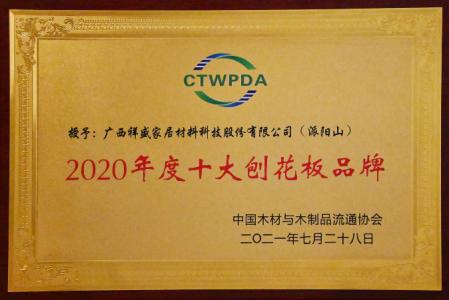 CTWPDA
授予：广西祥盛家居材料科技股份有限公司（派阳山）
2020年度十大刨花板品牌
中国木材与木制品流通协会
二〇二一年七月二十八日